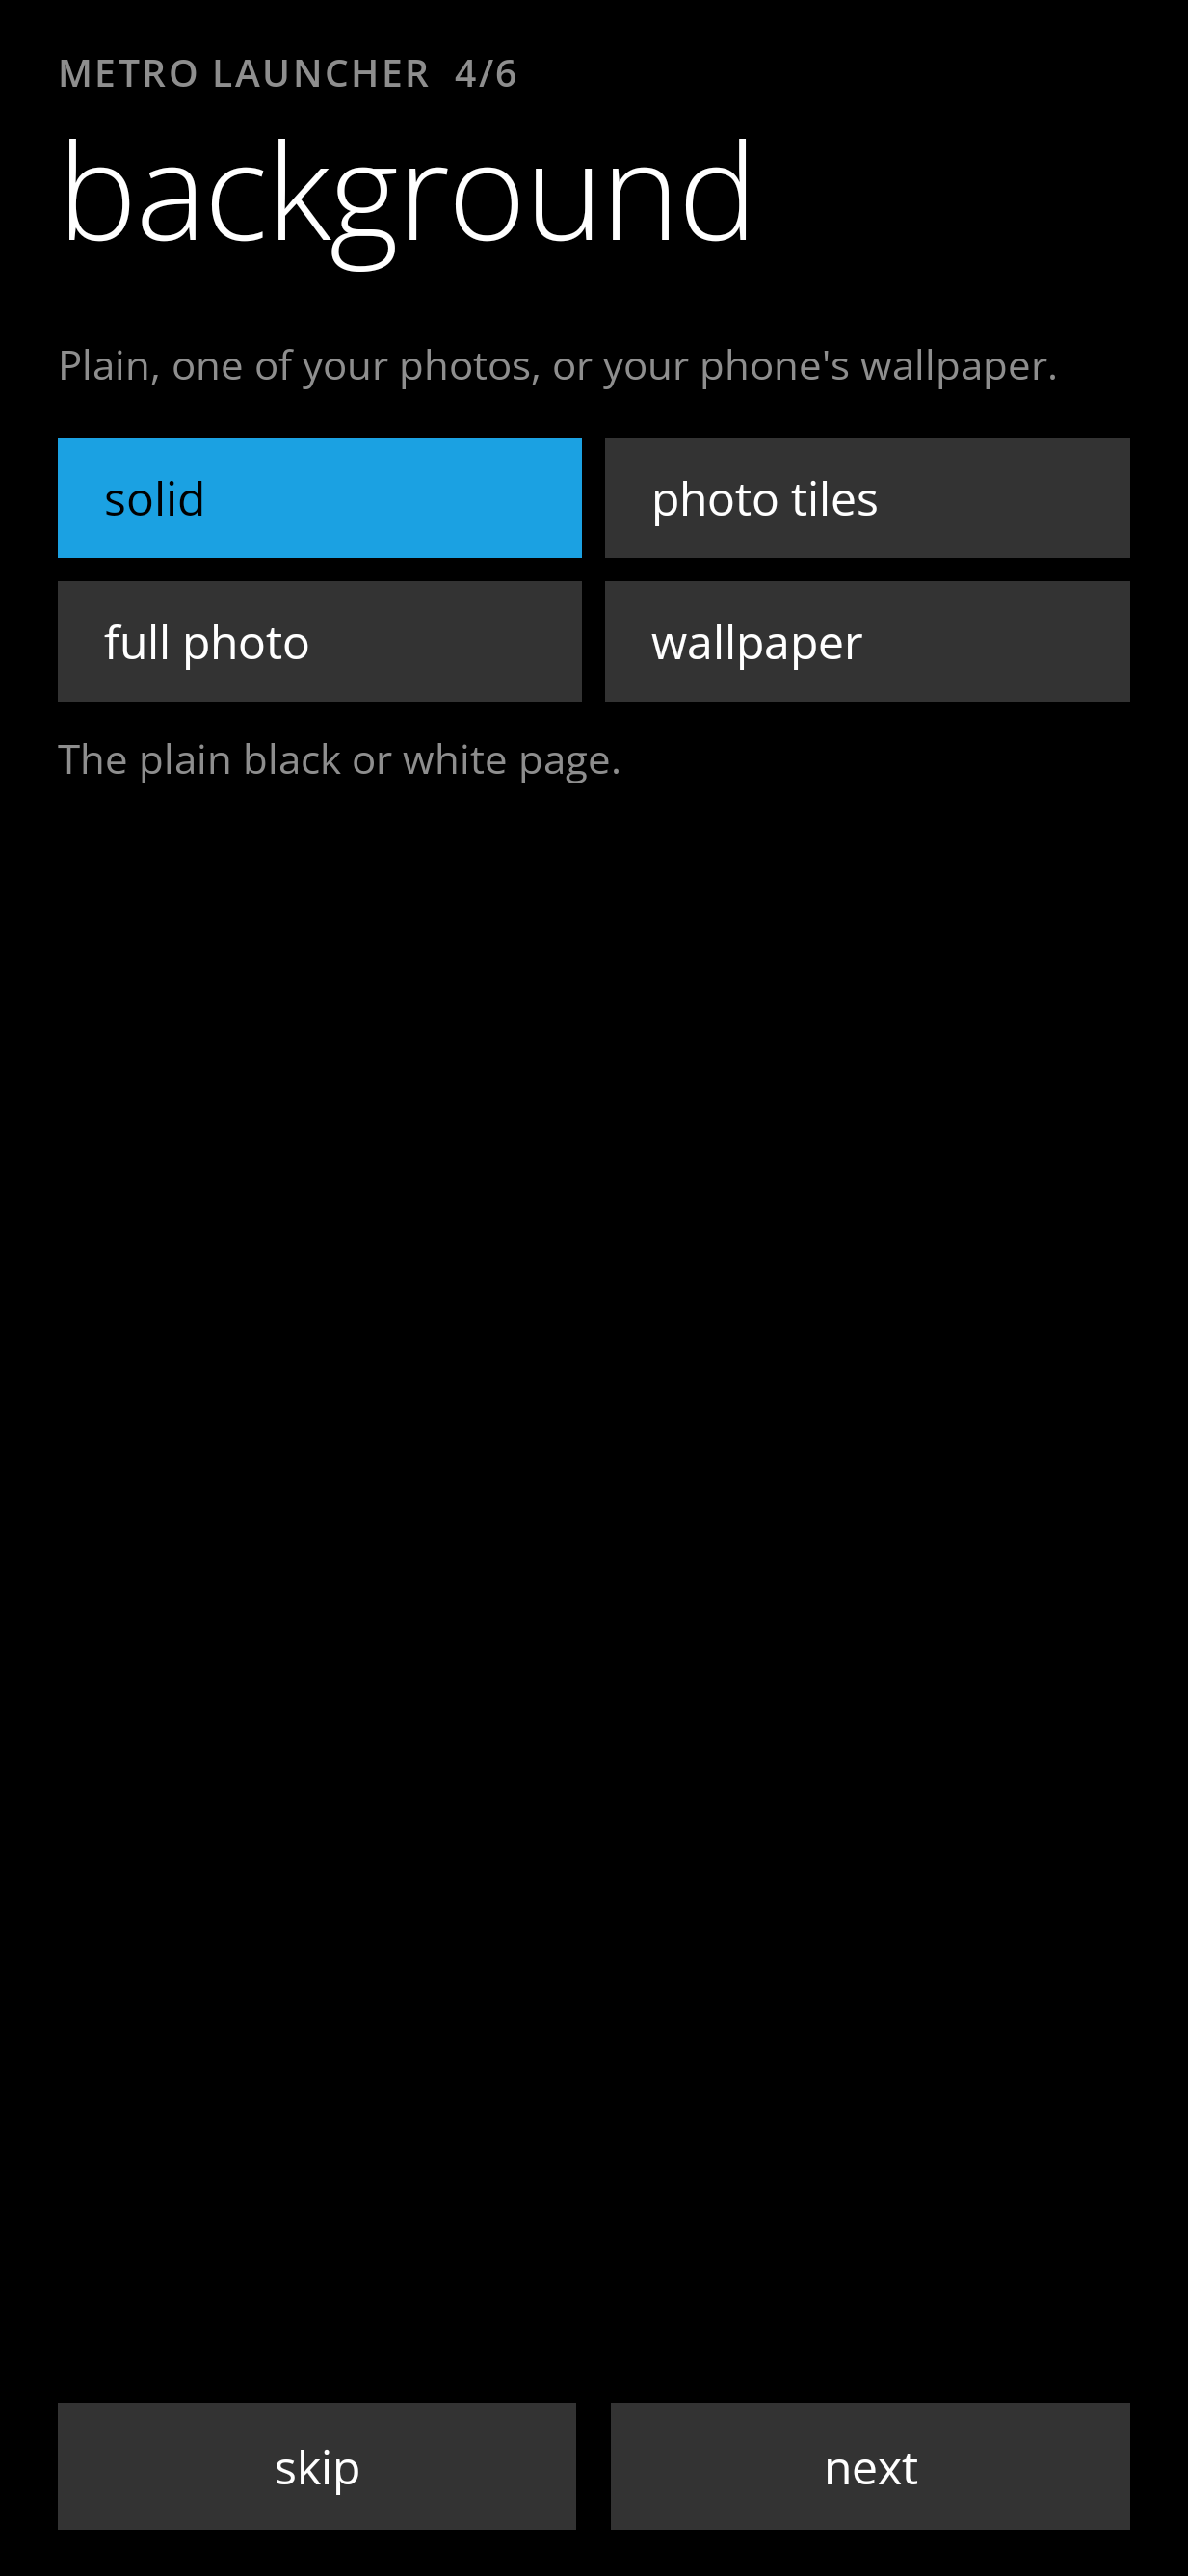 METRO LAUNCHER 4/6
background
Plain, one of your photos, or your phone's wallpaper.
solid
photo tiles
full photo
wallpaper
The plain black or white page.
skip
next